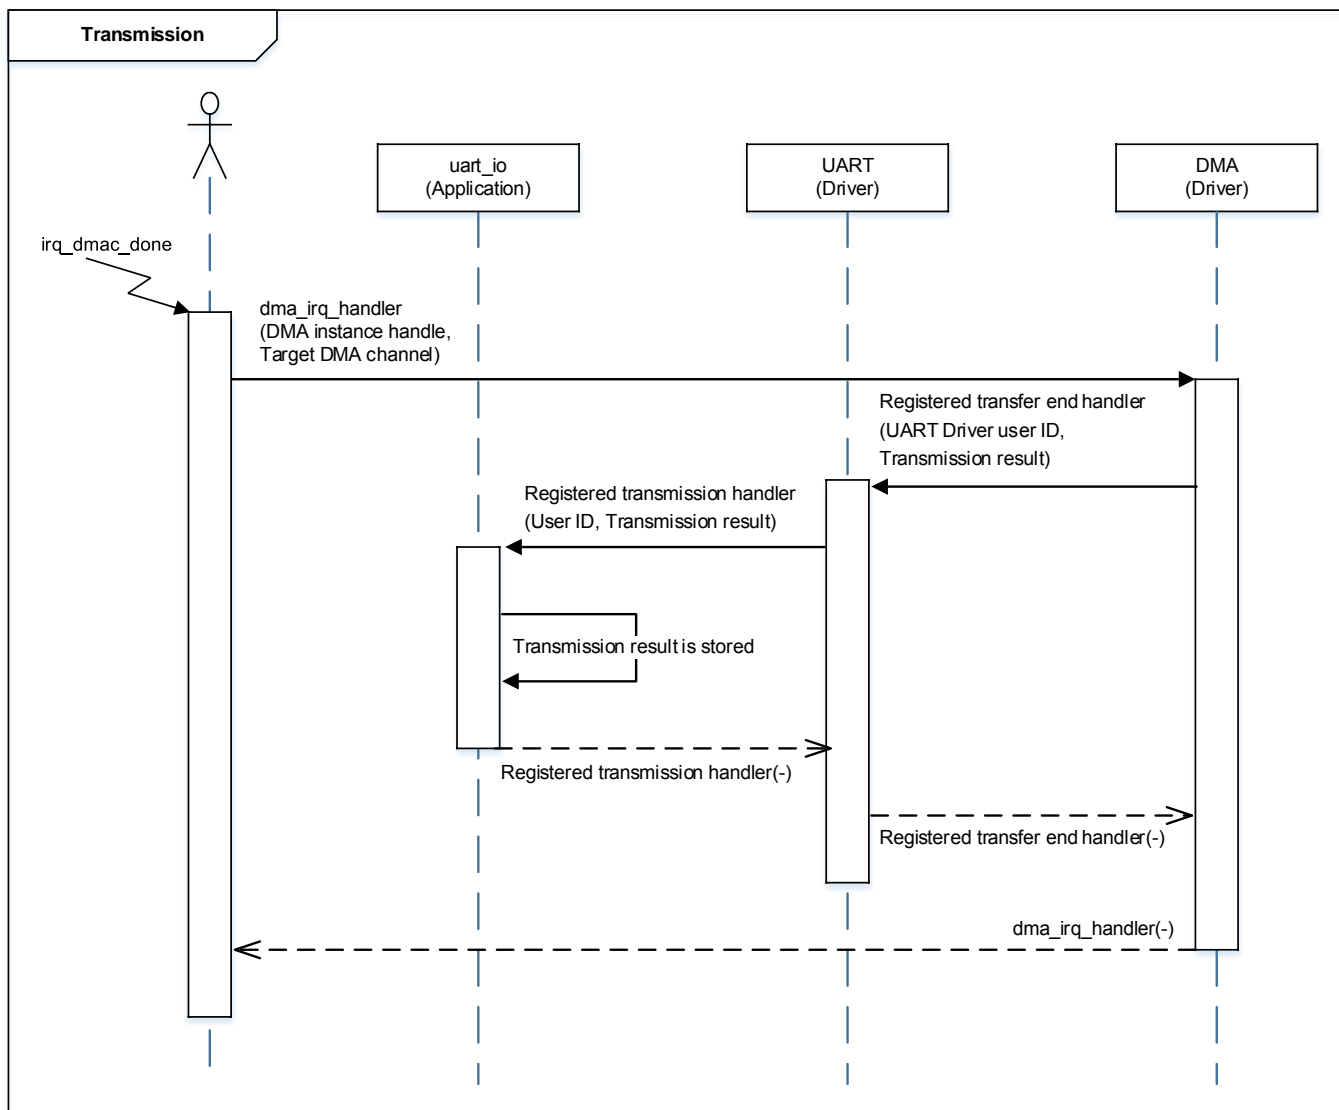 Transmission
uart_io
(Application)
UART
(Driver)
DMA
(Driver)
irq_dmac_done
dma_irq_handler
(DMA instance handle,
Target DMA channel)
Registered transfer end handler
(UART Driver user ID,
Transmission result)
Registered transmission handler
(User ID, Transmission result)
Transmission result is stored
Registered transmission handler(-)
Registered transfer end handler(-)
dma_irq_handler(-)